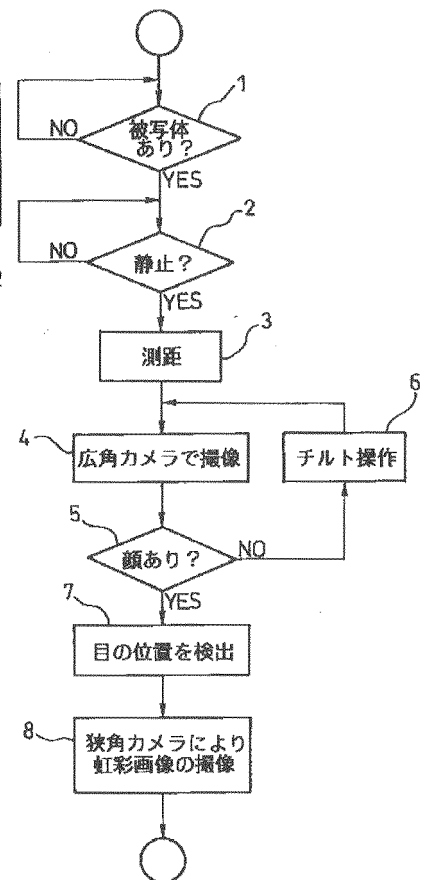 1
被写体
あり?
NO
YES
2
静止?
NO
YES
3
測距
6
4
広角カメラで撮像
チルト操作
5
顔あり?
NO
YES
7
目の位置を検出
8
狭角カメラにより
虹彩画像の撮像